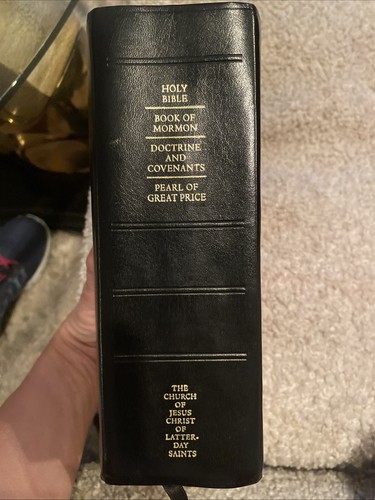 HOLY
BIBLE
BOOK OF
MORMON
DOCTRINE
AND
COVENANTS
PEARL OF
GREAT PRICE
THE
CHURCH
OF
JESUS
CHRIST
OF
LATTER-
DAY
SAINTS